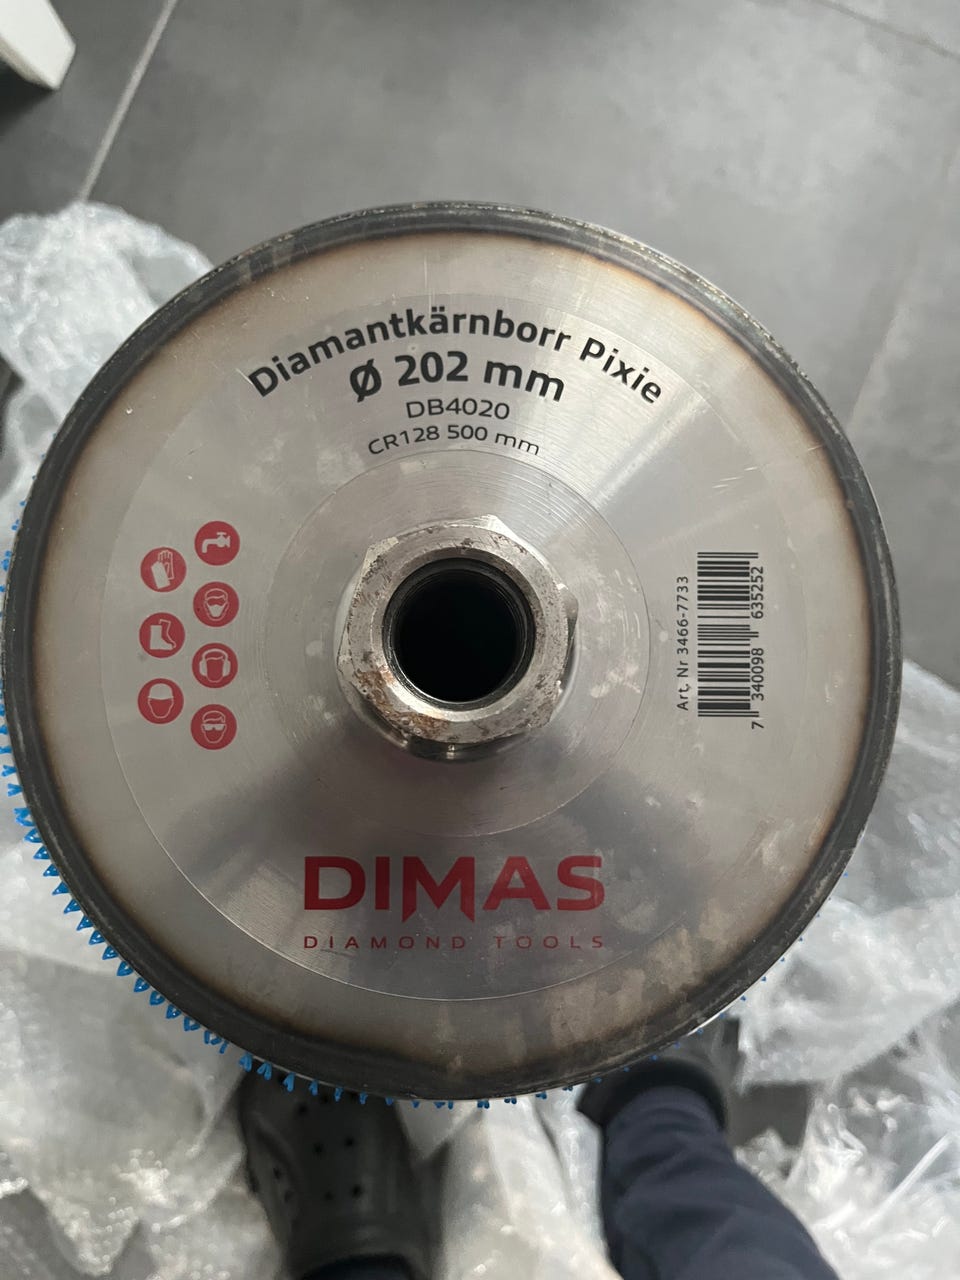 Diamantkärnborr Pixie
Ø 202 mm
DB4020
CR128 500 mm
Art. Nr 3466-7733
7 340098 635252
DIMAS
DIAMOND TOOLS